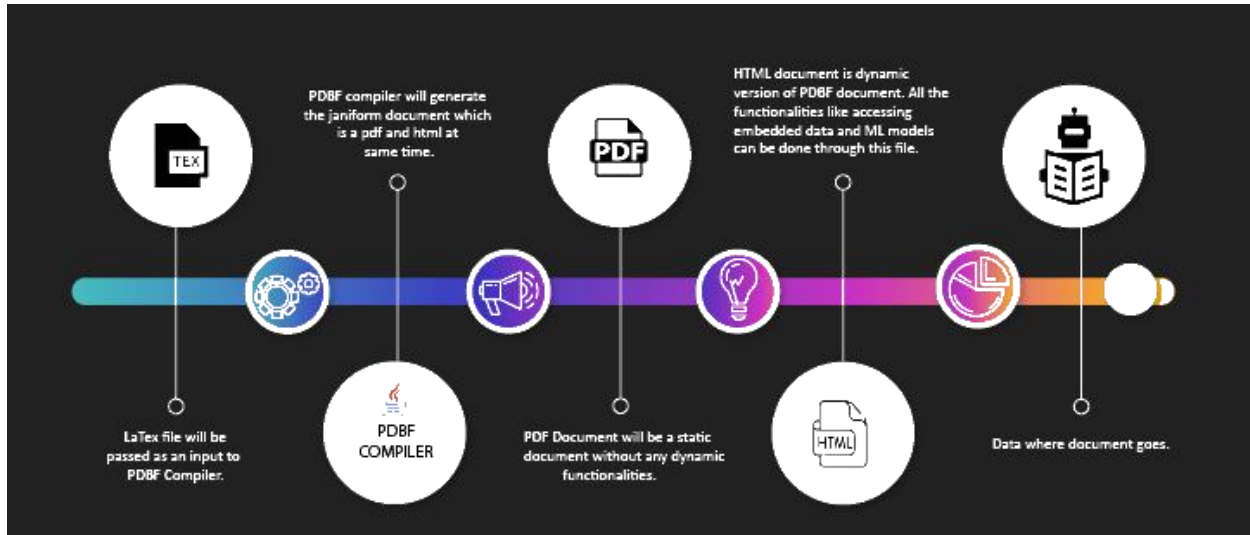 TEX
LaTex file will be
passed as an input to
PDBF Compiler.
PDBF compiler will generate
the janiform document which
is a pdf and html at
same time.
PDBF
COMPILER
PDF
PDF Document will be a static
document without any dynamic
functionalities.
HTML document is dynamic
version of PDBF document. All the
functionalities like accessing
embedded data and ML models
can be done through this file.
HTML
Data where document goes.